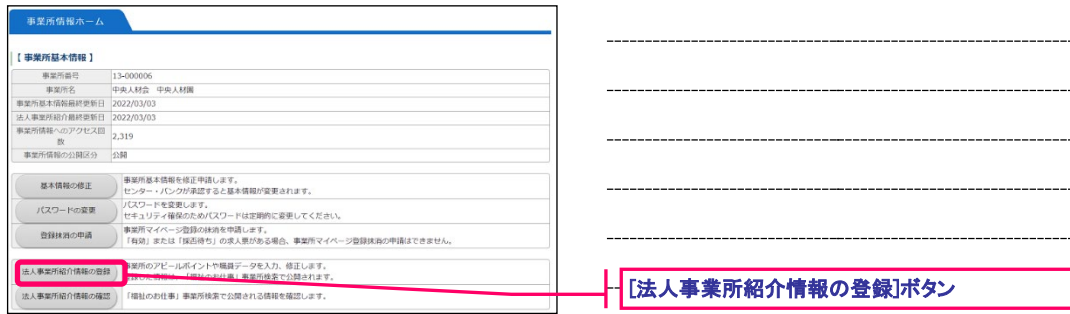 事業所情報ホーム
【 事業所基本情報 】
事業所番号 13-000006
事業所名 中央人材会 中央人材園
事業所基本情報最終更新日 2022/03/03
法人事業所紹介最終更新日 2022/03/03
事業所情報へのアクセス回
数
2,319
事業所情報の公開区分 公開
基本情報の修正
事業所基本情報を修正申請します。
センター・バンクが承認すると基本情報が変更されます。
パスワードの変更
パスワードを変更します。
セキュリティ確保のためパスワードは定期的に変更してください。
登録抹消の申請
事業所マイページ登録の抹消を申請します。
「有効」または「採否待ち」の求人票がある場合、事業所マイページ登録抹消の申請はできません。
法人事業所紹介情報の登録
事業所のアピールポイントや職員データを入力、修正します。
「福祉のお仕事」事業所検索で公開されます。
法人事業所紹介情報の確認
「福祉のお仕事」事業所検索で公開される情報を確認します。
[法人事業所紹介情報の登録]ボタン